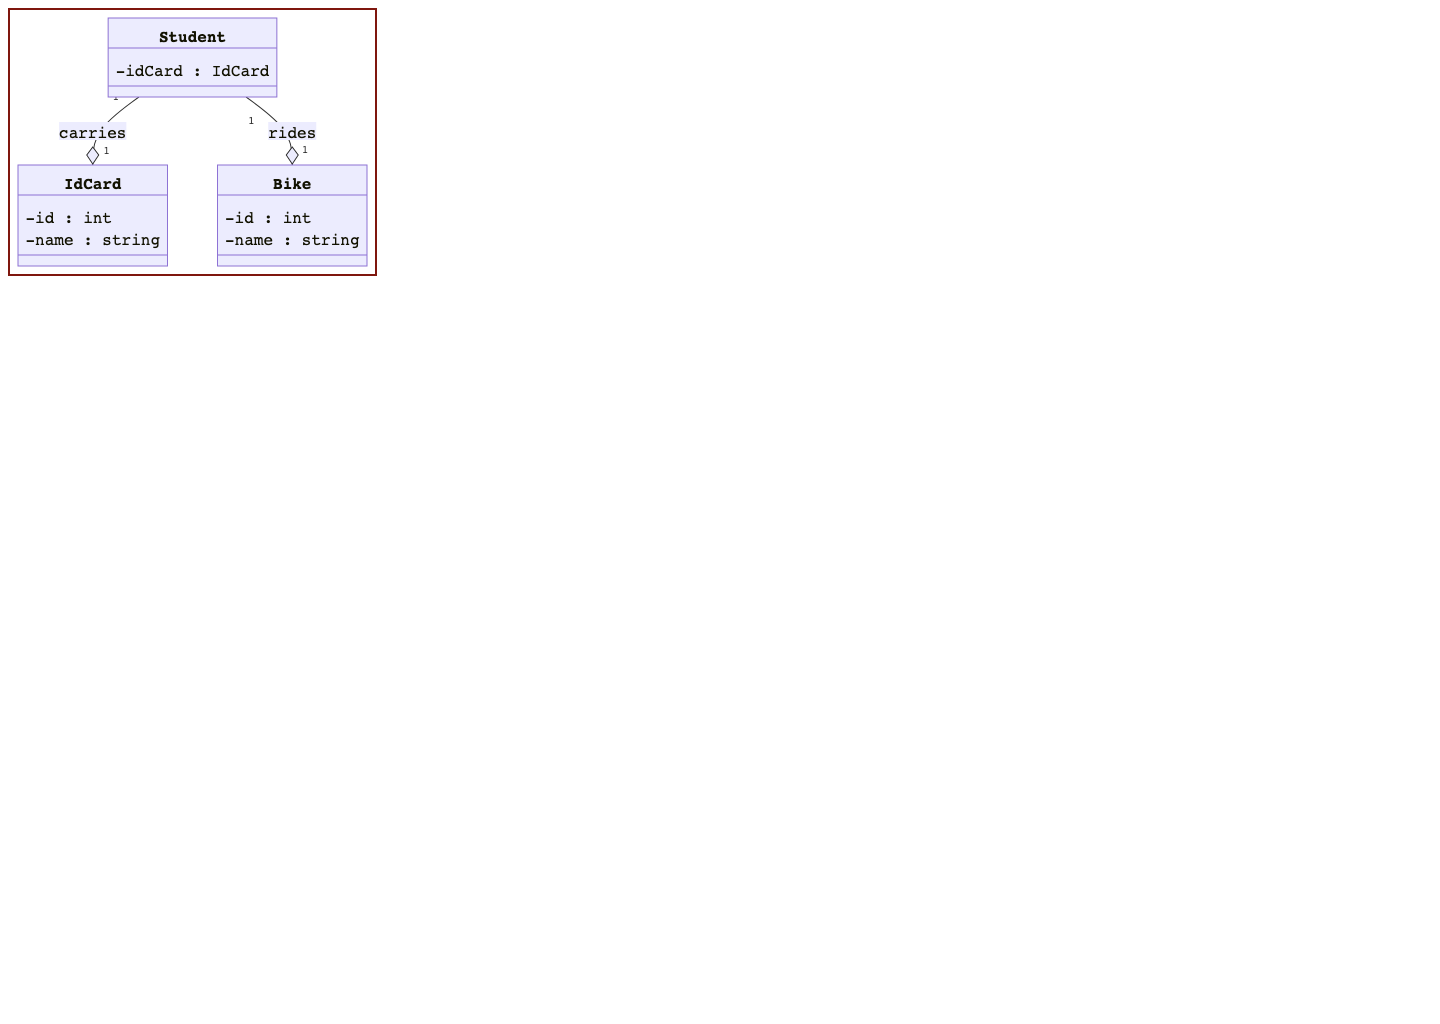 Student
-idCard : IdCard
1
1
carries
rides
1
1
IdCard
Bike
-id : int
-name : string
-id : int
-name : string